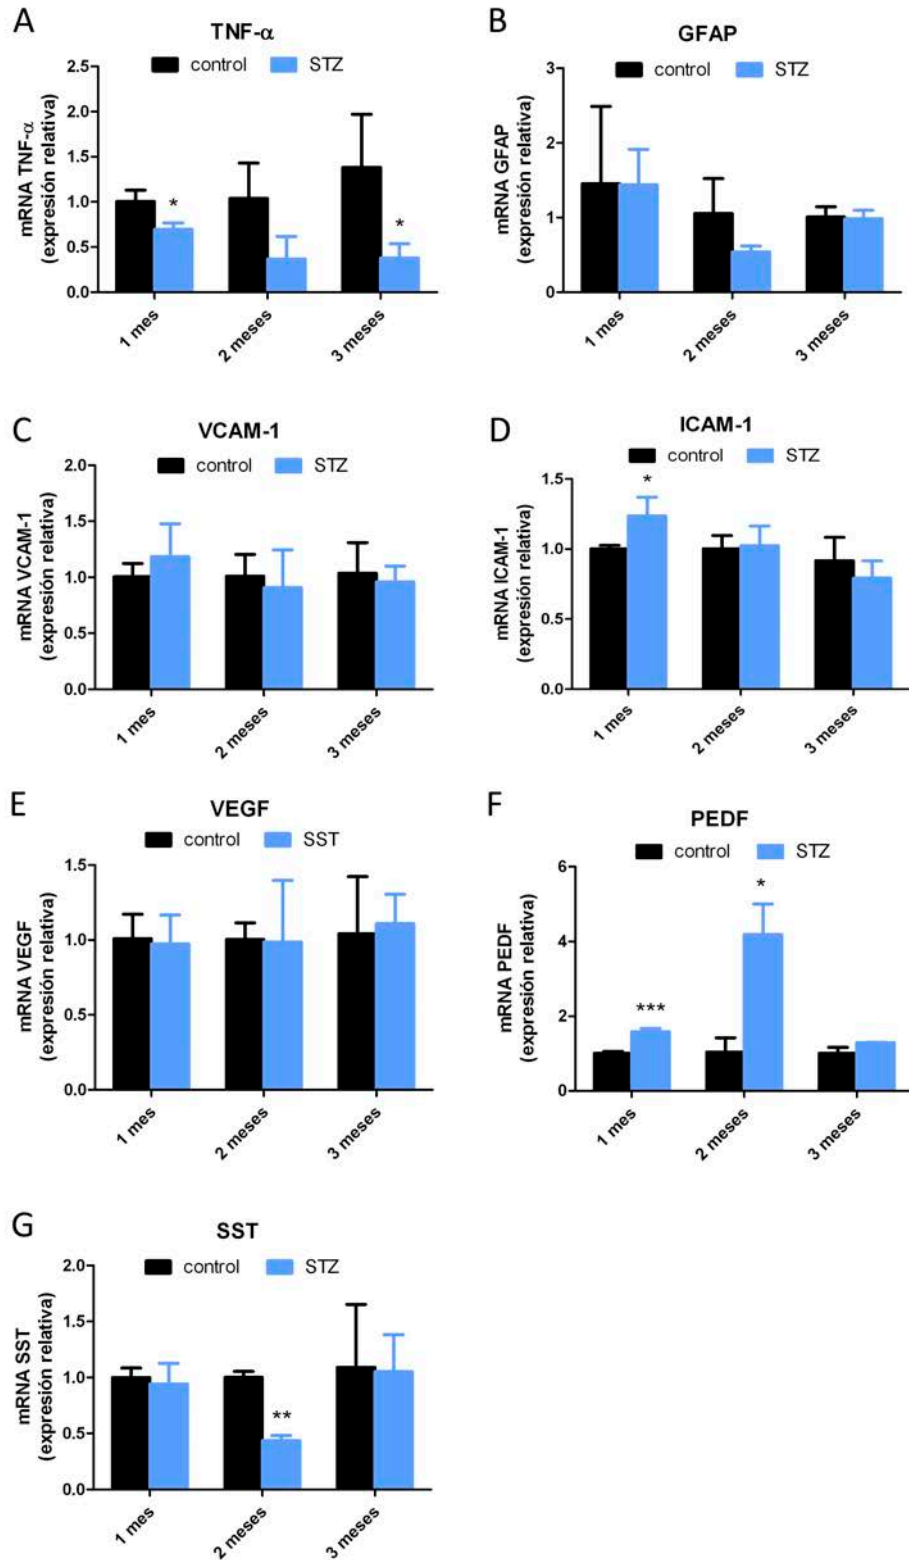 A
TNF-α
control STZ
mRNA TNF-α
(expresión relativa)
2.5
2.0
1.5
1.0
0.5
0.0
*
*
1 mes
2 meses
3 meses
B
GFAP
control STZ
mRNA GFAP
(expresión relativa)
3
2
1
0
1 mes
2 meses
3 meses
C
VCAM-1
control STZ
mRNA VCAM-1
(expresión relativa)
2.0
1.5
1.0
0.5
0.0
1 mes
2 meses
3 meses
D
ICAM-1
control STZ
mRNA ICAM-1
(expresión relativa)
1.5
1.0
0.5
0.0
*
1 mes
2 meses
3 meses
E
VEGF
control SST
mRNA VEGF
(expresión relativa)
1.5
1.0
0.5
0.0
1 mes
2 meses
3 meses
F
PEDF
control STZ
mRNA PEDF
(expresión relativa)
6
4
2
0
***
*
1 mes
2 meses
3 meses
G
SST
control STZ
mRNA SST
(expresión relativa)
2.0
1.5
1.0
0.5
0.0
**
1 mes
2 meses
3 meses